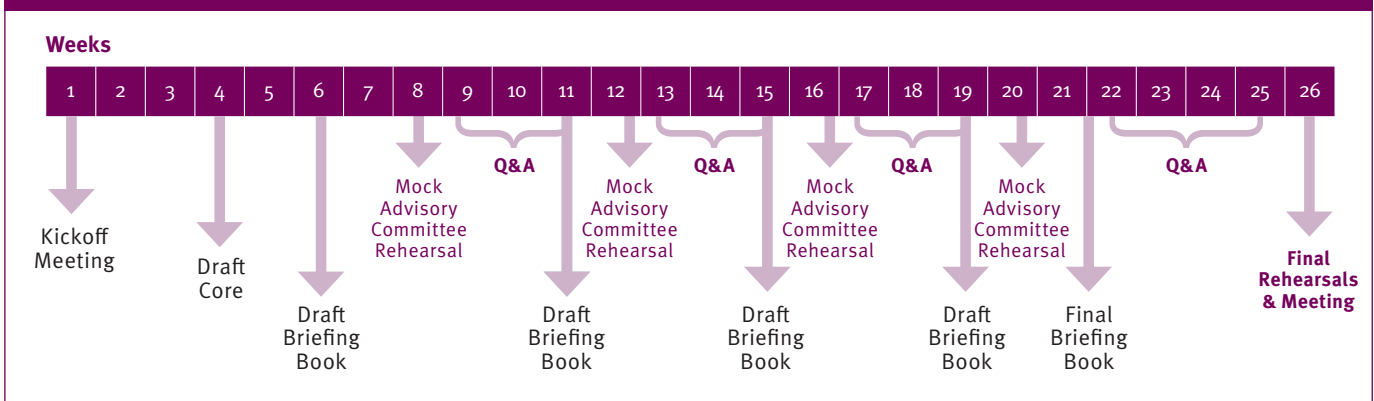 Weeks
1 2 3 4 5 6 7 8 9 10 11 12 13 14 15 16 17 18 19 20 21 22 23 24 25 26
Kickoff
Meeting
Draft
Core
Draft
Briefing
Book
Mock
Advisory
Committee
Rehearsal
Q&A
Draft
Briefing
Book
Mock
Advisory
Committee
Rehearsal
Q&A
Draft
Briefing
Book
Mock
Advisory
Committee
Rehearsal
Q&A
Draft
Briefing
Book
Mock
Advisory
Committee
Rehearsal
Final
Briefing
Book
Q&A
Final
Rehearsals
& Meeting